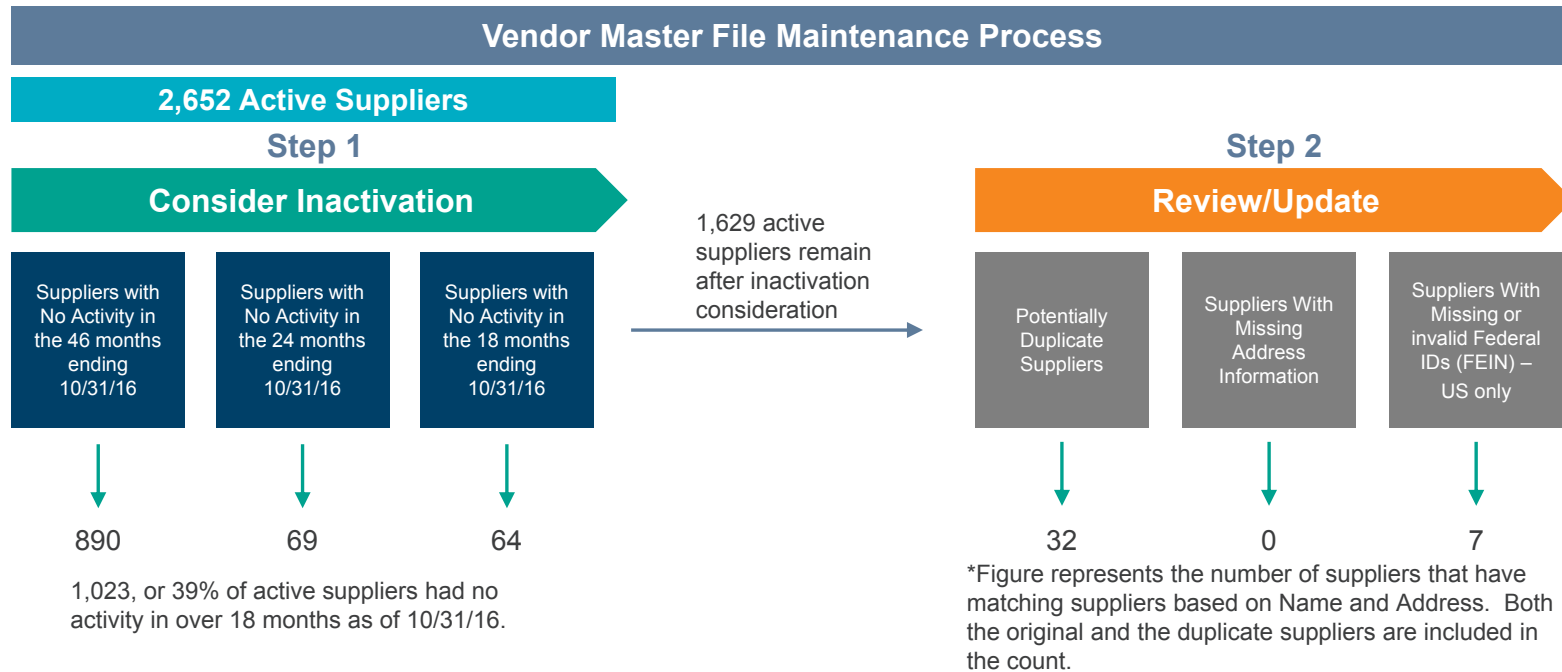 Vendor Master File Maintenance Process
2,652 Active Suppliers
Step 1
Consider Inactivation
Suppliers with
No Activity in
the 46 months
ending
10/31/16
Suppliers with
No Activity in
the 24 months
ending
10/31/16
Suppliers with
No Activity in
the 18 months
ending
10/31/16
890
69
64
1,023, or 39% of active suppliers had no
activity in over 18 months as of 10/31/16.
1,629 active
suppliers remain
after inactivation
consideration
Step 2
Review/Update
Potentially
Duplicate
Suppliers
Suppliers With
Missing
Address
Information
Suppliers With
Missing or
invalid Federal
IDs (FEIN) –
US only
32
0
7
*Figure represents the number of suppliers that have
matching suppliers based on Name and Address.  Both
the original and the duplicate suppliers are included in
the count.